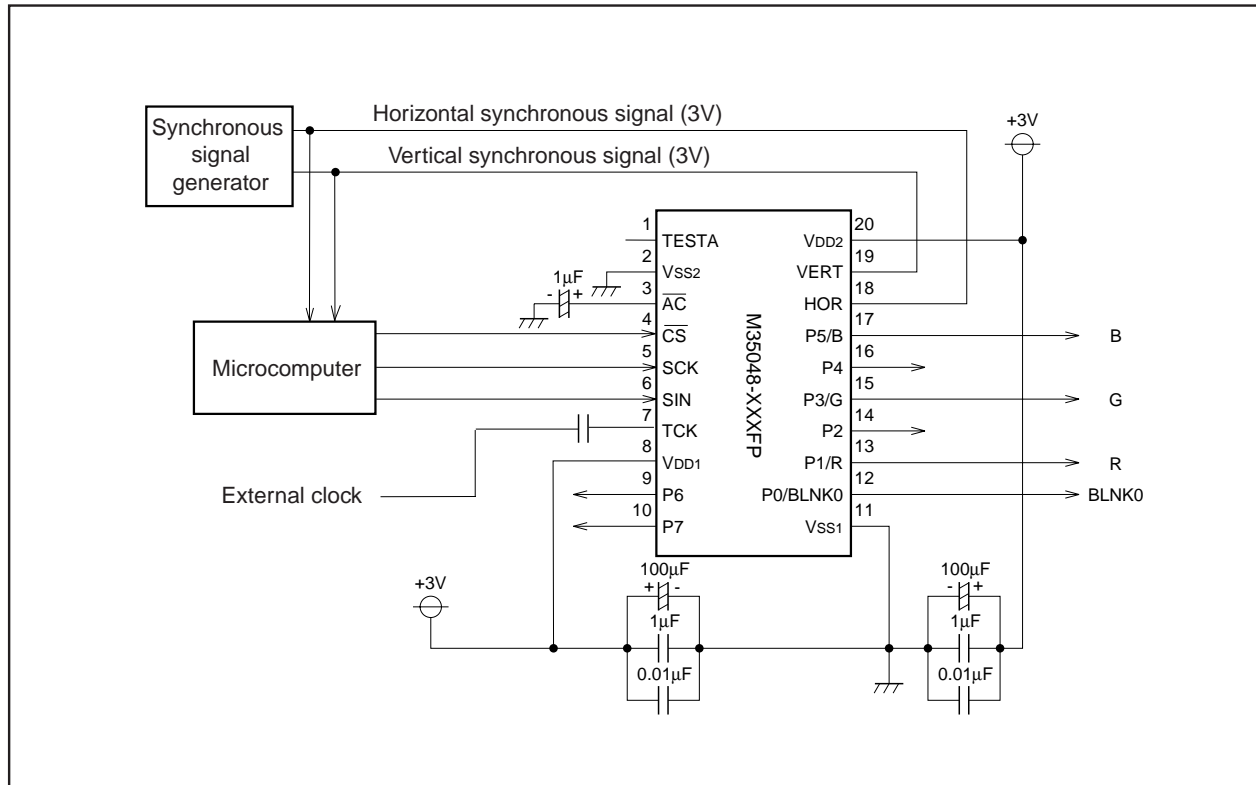 Horizontal synchronous signal (3V)
+3V
Synchronous
signal
generator
Vertical synchronous signal (3V)
1
TESTA
20
VDD2
2
VSS2
19
VERT
1μF
- +
3
AC
18
HOR
4
CS
17
P5/B
B
5
SCK
16
P4
6
SIN
15
P3/G
G
7
TCK
14
P2
8
VDD1
13
P1/R
R
9
P6
12
P0/BLNK0
BLNK0
10
P7
11
VSS1
M35048-XXXFP
Microcomputer
External clock
+3V
100μF
+ -
1μF
0.01μF
100μF
- +
1μF
0.01μF